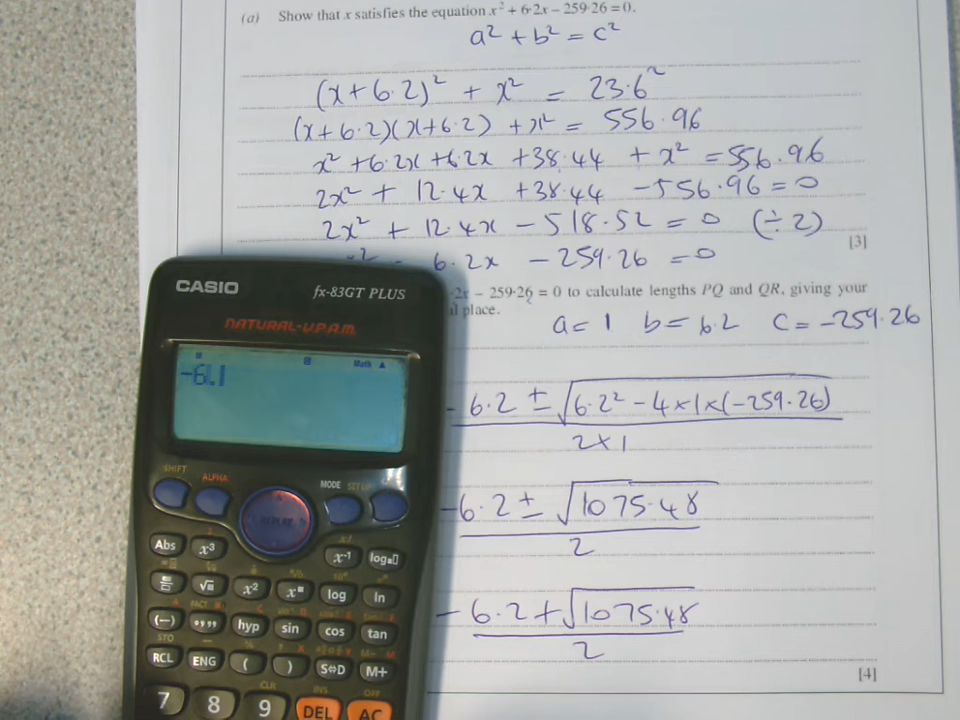 (a) Show that x satisfies the equation x² + 6·2x − 259·26 = 0.
a² + b² = c²
(x + 6·2)² + x² = 23·6²
(x + 6·2)(x + 6·2) + x² = 556·96
x² + 6·2x + 6·2x + 38·44 + x² = 556·96
2x² + 12·4x + 38·44 − 556·96 = 0
2x² + 12·4x − 518·52 = 0 (÷ 2)
[3]
6·2x − 259·26 = 0
·2x − 259·26 = 0 to calculate lengths PQ and QR, giving your
al place.
a = 1 b = 6·2 c = −259·26
− 6·2 ± √6·2² − 4 × 1 × (−259·26)
2 × 1
−6·2 ± √1075·48
2
− 6·2 + √1075·48
2
[4]
CASIO fx-83GT PLUS
NATURAL-V.P.A.M.
Math ▲
SHIFT ALPHA MODE
REPLAY
Abs x³ x⁻¹ log
√ x² log ln
(−) hyp sin cos tan
STO
RCL ENG ( ) S⇔D M+
CLR INS OFF
7 8 9 DEL AC